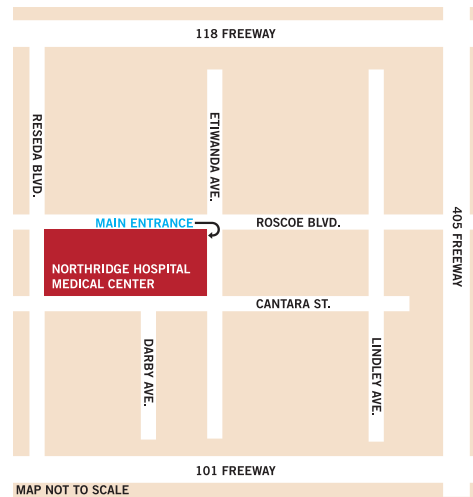 118 FREEWAY
RESEDA BLVD.
ETIWANDA AVE.
MAIN ENTRANCE
ROSCOE BLVD.
405 FREEWAY
NORTHRIDGE HOSPITAL
MEDICAL CENTER
CANTARA ST.
DARBY AVE.
LINDLEY AVE.
101 FREEWAY
MAP NOT TO SCALE